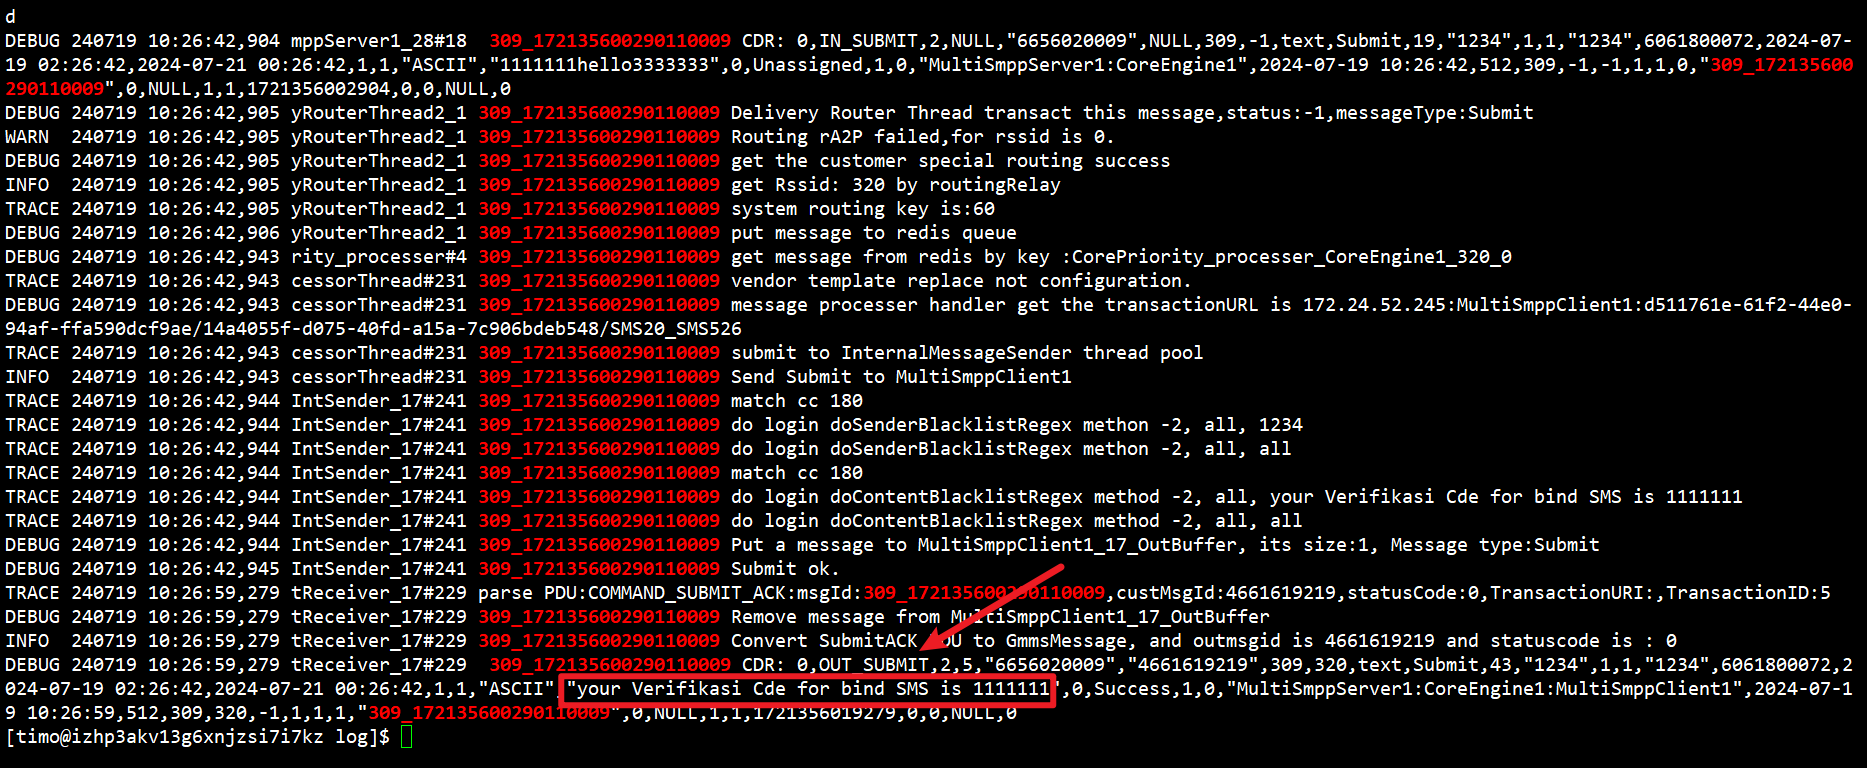 d
DEBUG 240719 10:26:42,904 mppServer1_28#18  309_172135600290110009 CDR: 0,IN_SUBMIT,2,NULL,"6656020009",NULL,309,-1,text,Submit,19,"1234",1,1,"1234",6061800072,2024-07-
19 02:26:42,2024-07-21 00:26:42,1,1,"ASCII","1111111hello3333333",0,Unassigned,1,0,"MultiSmppServer1:CoreEngine1",2024-07-19 10:26:42,512,309,-1,-1,1,1,0,"309_172135600
290110009",0,NULL,1,1,1721356002904,0,0,NULL,0
DEBUG 240719 10:26:42,905 yRouterThread2_1 309_172135600290110009 Delivery Router Thread transact this message,status:-1,messageType:Submit
WARN  240719 10:26:42,905 yRouterThread2_1 309_172135600290110009 Routing rA2P failed,for rssid is 0.
DEBUG 240719 10:26:42,905 yRouterThread2_1 309_172135600290110009 get the customer special routing success
INFO  240719 10:26:42,905 yRouterThread2_1 309_172135600290110009 get Rssid: 320 by routingRelay
TRACE 240719 10:26:42,905 yRouterThread2_1 309_172135600290110009 system routing key is:60
DEBUG 240719 10:26:42,906 yRouterThread2_1 309_172135600290110009 put message to redis queue
DEBUG 240719 10:26:42,943 rity_processer#4 309_172135600290110009 get message from redis by key :CorePriority_processer_CoreEngine1_320_0
TRACE 240719 10:26:42,943 cessorThread#231 309_172135600290110009 vendor template replace not configuration.
DEBUG 240719 10:26:42,943 cessorThread#231 309_172135600290110009 message processer handler get the transactionURL is 172.24.52.245:MultiSmppClient1:d511761e-61f2-44e0-
94af-ffa590dcf9ae/14a4055f-d075-40fd-a15a-7c906bdeb548/SMS20_SMS526
TRACE 240719 10:26:42,943 cessorThread#231 309_172135600290110009 submit to InternalMessageSender thread pool
INFO  240719 10:26:42,943 cessorThread#231 309_172135600290110009 Send Submit to MultiSmppClient1
TRACE 240719 10:26:42,944 IntSender_17#241 309_172135600290110009 match cc 180
TRACE 240719 10:26:42,944 IntSender_17#241 309_172135600290110009 do login doSenderBlacklistRegex methon -2, all, 1234
TRACE 240719 10:26:42,944 IntSender_17#241 309_172135600290110009 do login doSenderBlacklistRegex methon -2, all, all
TRACE 240719 10:26:42,944 IntSender_17#241 309_172135600290110009 match cc 180
TRACE 240719 10:26:42,944 IntSender_17#241 309_172135600290110009 do login doContentBlacklistRegex method -2, all, your Verifikasi Cde for bind SMS is 1111111
TRACE 240719 10:26:42,944 IntSender_17#241 309_172135600290110009 do login doContentBlacklistRegex method -2, all, all
DEBUG 240719 10:26:42,944 IntSender_17#241 309_172135600290110009 Put a message to MultiSmppClient1_17_OutBuffer, its size:1, Message type:Submit
DEBUG 240719 10:26:42,945 IntSender_17#241 309_172135600290110009 Submit ok.
TRACE 240719 10:26:59,279 tReceiver_17#229 parse PDU:COMMAND_SUBMIT_ACK:msgId:309_172135600290110009,custMsgId:4661619219,statusCode:0,TransactionURI:,TransactionID:5
DEBUG 240719 10:26:59,279 tReceiver_17#229 309_172135600290110009 Remove message from MultiSmppClient1_17_OutBuffer
INFO  240719 10:26:59,279 tReceiver_17#229 309_172135600290110009 Convert SubmitACK to GmmsMessage, and outmsgid is 4661619219 and statuscode is : 0
DEBUG 240719 10:26:59,279 tReceiver_17#229  309_172135600290110009 CDR: 0,OUT_SUBMIT,2,5,"6656020009","4661619219",309,320,text,Submit,43,"1234",1,1,"1234",6061800072,2
024-07-19 02:26:42,2024-07-21 00:26:42,1,1,"ASCII","your Verifikasi Cde for bind SMS is 1111111",0,Success,1,0,"MultiSmppServer1:CoreEngine1:MultiSmppClient1",2024-07-1
9 10:26:59,512,309,320,-1,1,1,1,"309_172135600290110009",0,NULL,1,1,1721356019279,0,0,NULL,0
[timo@izhp3akv13g6xnjzsi7i7kz log]$